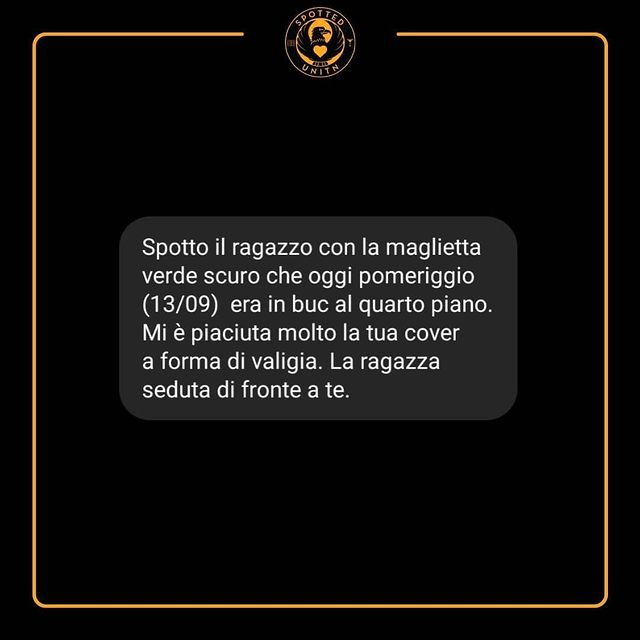 SPOTTED
UNITN
Spotto il ragazzo con la maglietta
verde scuro che oggi pomeriggio
(13/09)  era in buc al quarto piano.
Mi è piaciuta molto la tua cover
a forma di valigia. La ragazza
seduta di fronte a te.